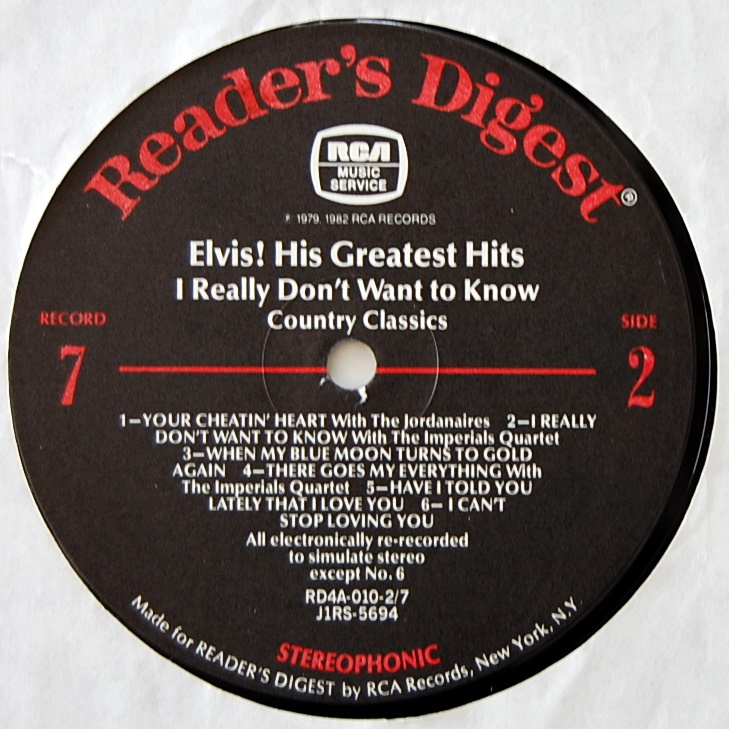 Reader's Digest®
RCA
MUSIC
SERVICE
℗ 1979, 1982 RCA RECORDS
Elvis! His Greatest Hits
I Really Don't Want to Know
Country Classics
RECORD
7
SIDE
2
1–YOUR CHEATIN' HEART With The Jordanaires 2–I REALLY
DON'T WANT TO KNOW With The Imperials Quartet
3–WHEN MY BLUE MOON TURNS TO GOLD
AGAIN 4–THERE GOES MY EVERYTHING With
The Imperials Quartet 5–HAVE I TOLD YOU
LATELY THAT I LOVE YOU 6– I CAN'T
STOP LOVING YOU
All electronically re-recorded
to simulate stereo
except No. 6
RD4A-010-2/7
J1RS-5694
STEREOPHONIC
Made for READER'S DIGEST by RCA Records, New York, N.Y